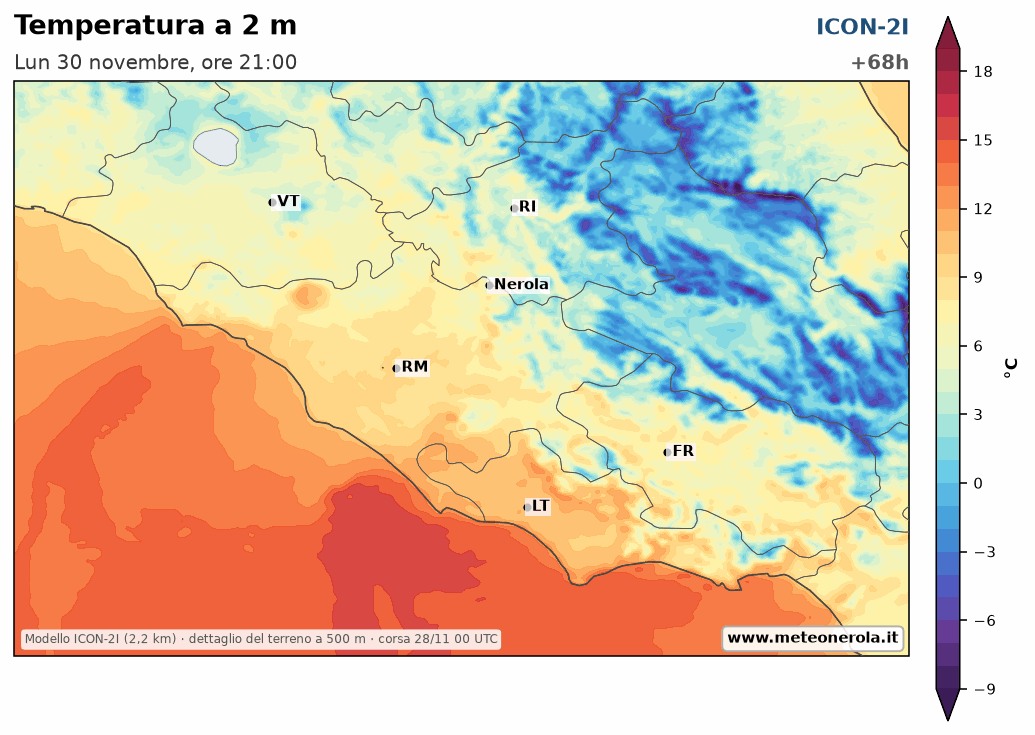 Temperatura a 2 m
ICON-2I
Lun 30 novembre, ore 21:00
+68h
18
15
12
9
6
3
0
−3
−6
−9
°C
VT
RI
Nerola
RM
FR
LT
Modello ICON-2I (2,2 km) · dettaglio del terreno a 500 m · corsa 28/11 00 UTC
www.meteonerola.it